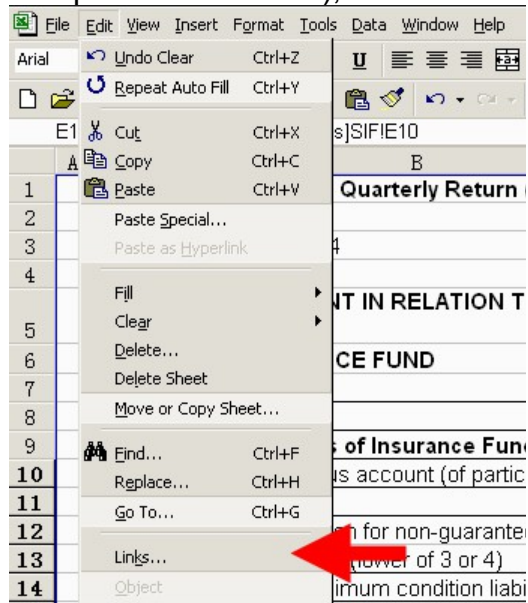 File Edit View Insert Format Tools Data Window Help
Arial U
Undo Clear Ctrl+Z
Repeat Auto Fill Ctrl+Y
E1 s]SIF!E10
Cut Ctrl+X
A B
Copy Ctrl+C
1 Quarterly Return
Paste Ctrl+V
2
Paste Special...
3 4
Paste as Hyperlink
4
Fill
5 NT IN RELATION T
Clear
Delete...
6 CE FUND
Delete Sheet
7
Move or Copy Sheet...
8
9 s of Insurance Fun
Find... Ctrl+F
10 us account (of partic
Replace... Ctrl+H
11
Go To... Ctrl+G
12 n for non-guarantee
13 (lower of 3 or 4)
Links...
14 imum condition liabi
Object